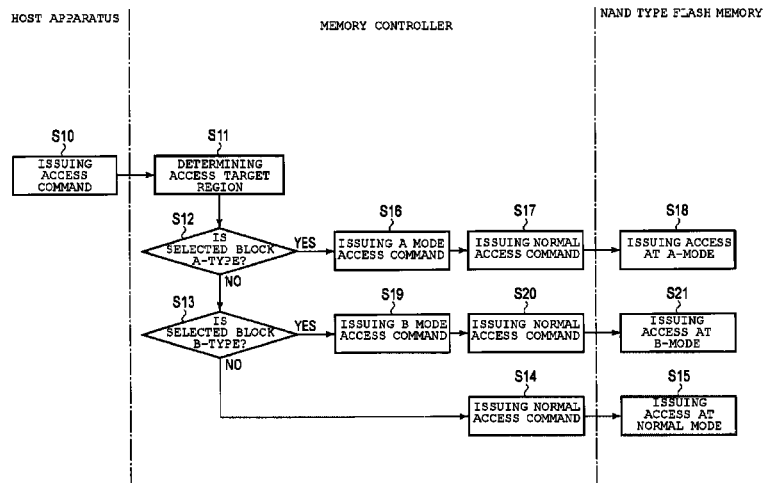 HOST APPARATUS
MEMORY CONTROLLER
NAND TYPE FLASH MEMORY
S10
ISSUING
ACCESS
COMMAND
S11
DETERMINING
ACCESS TARGET
REGION
S12
IS
SELECTED BLOCK
A-TYPE?
YES
NO
S16
ISSUING A MODE
ACCESS COMMAND
S17
ISSUING NORMAL
ACCESS COMMAND
S18
ISSUING ACCESS
AT A-MODE
S13
IS
SELECTED BLOCK
B-TYPE?
YES
NO
S19
ISSUING B MODE
ACCESS COMMAND
S20
ISSUING NORMAL
ACCESS COMMAND
S21
ISSUING
ACCESS AT
B-MODE
S14
ISSUING NORMAL
ACCESS COMMAND
S15
ISSUING
ACCESS AT
NORMAL MODE